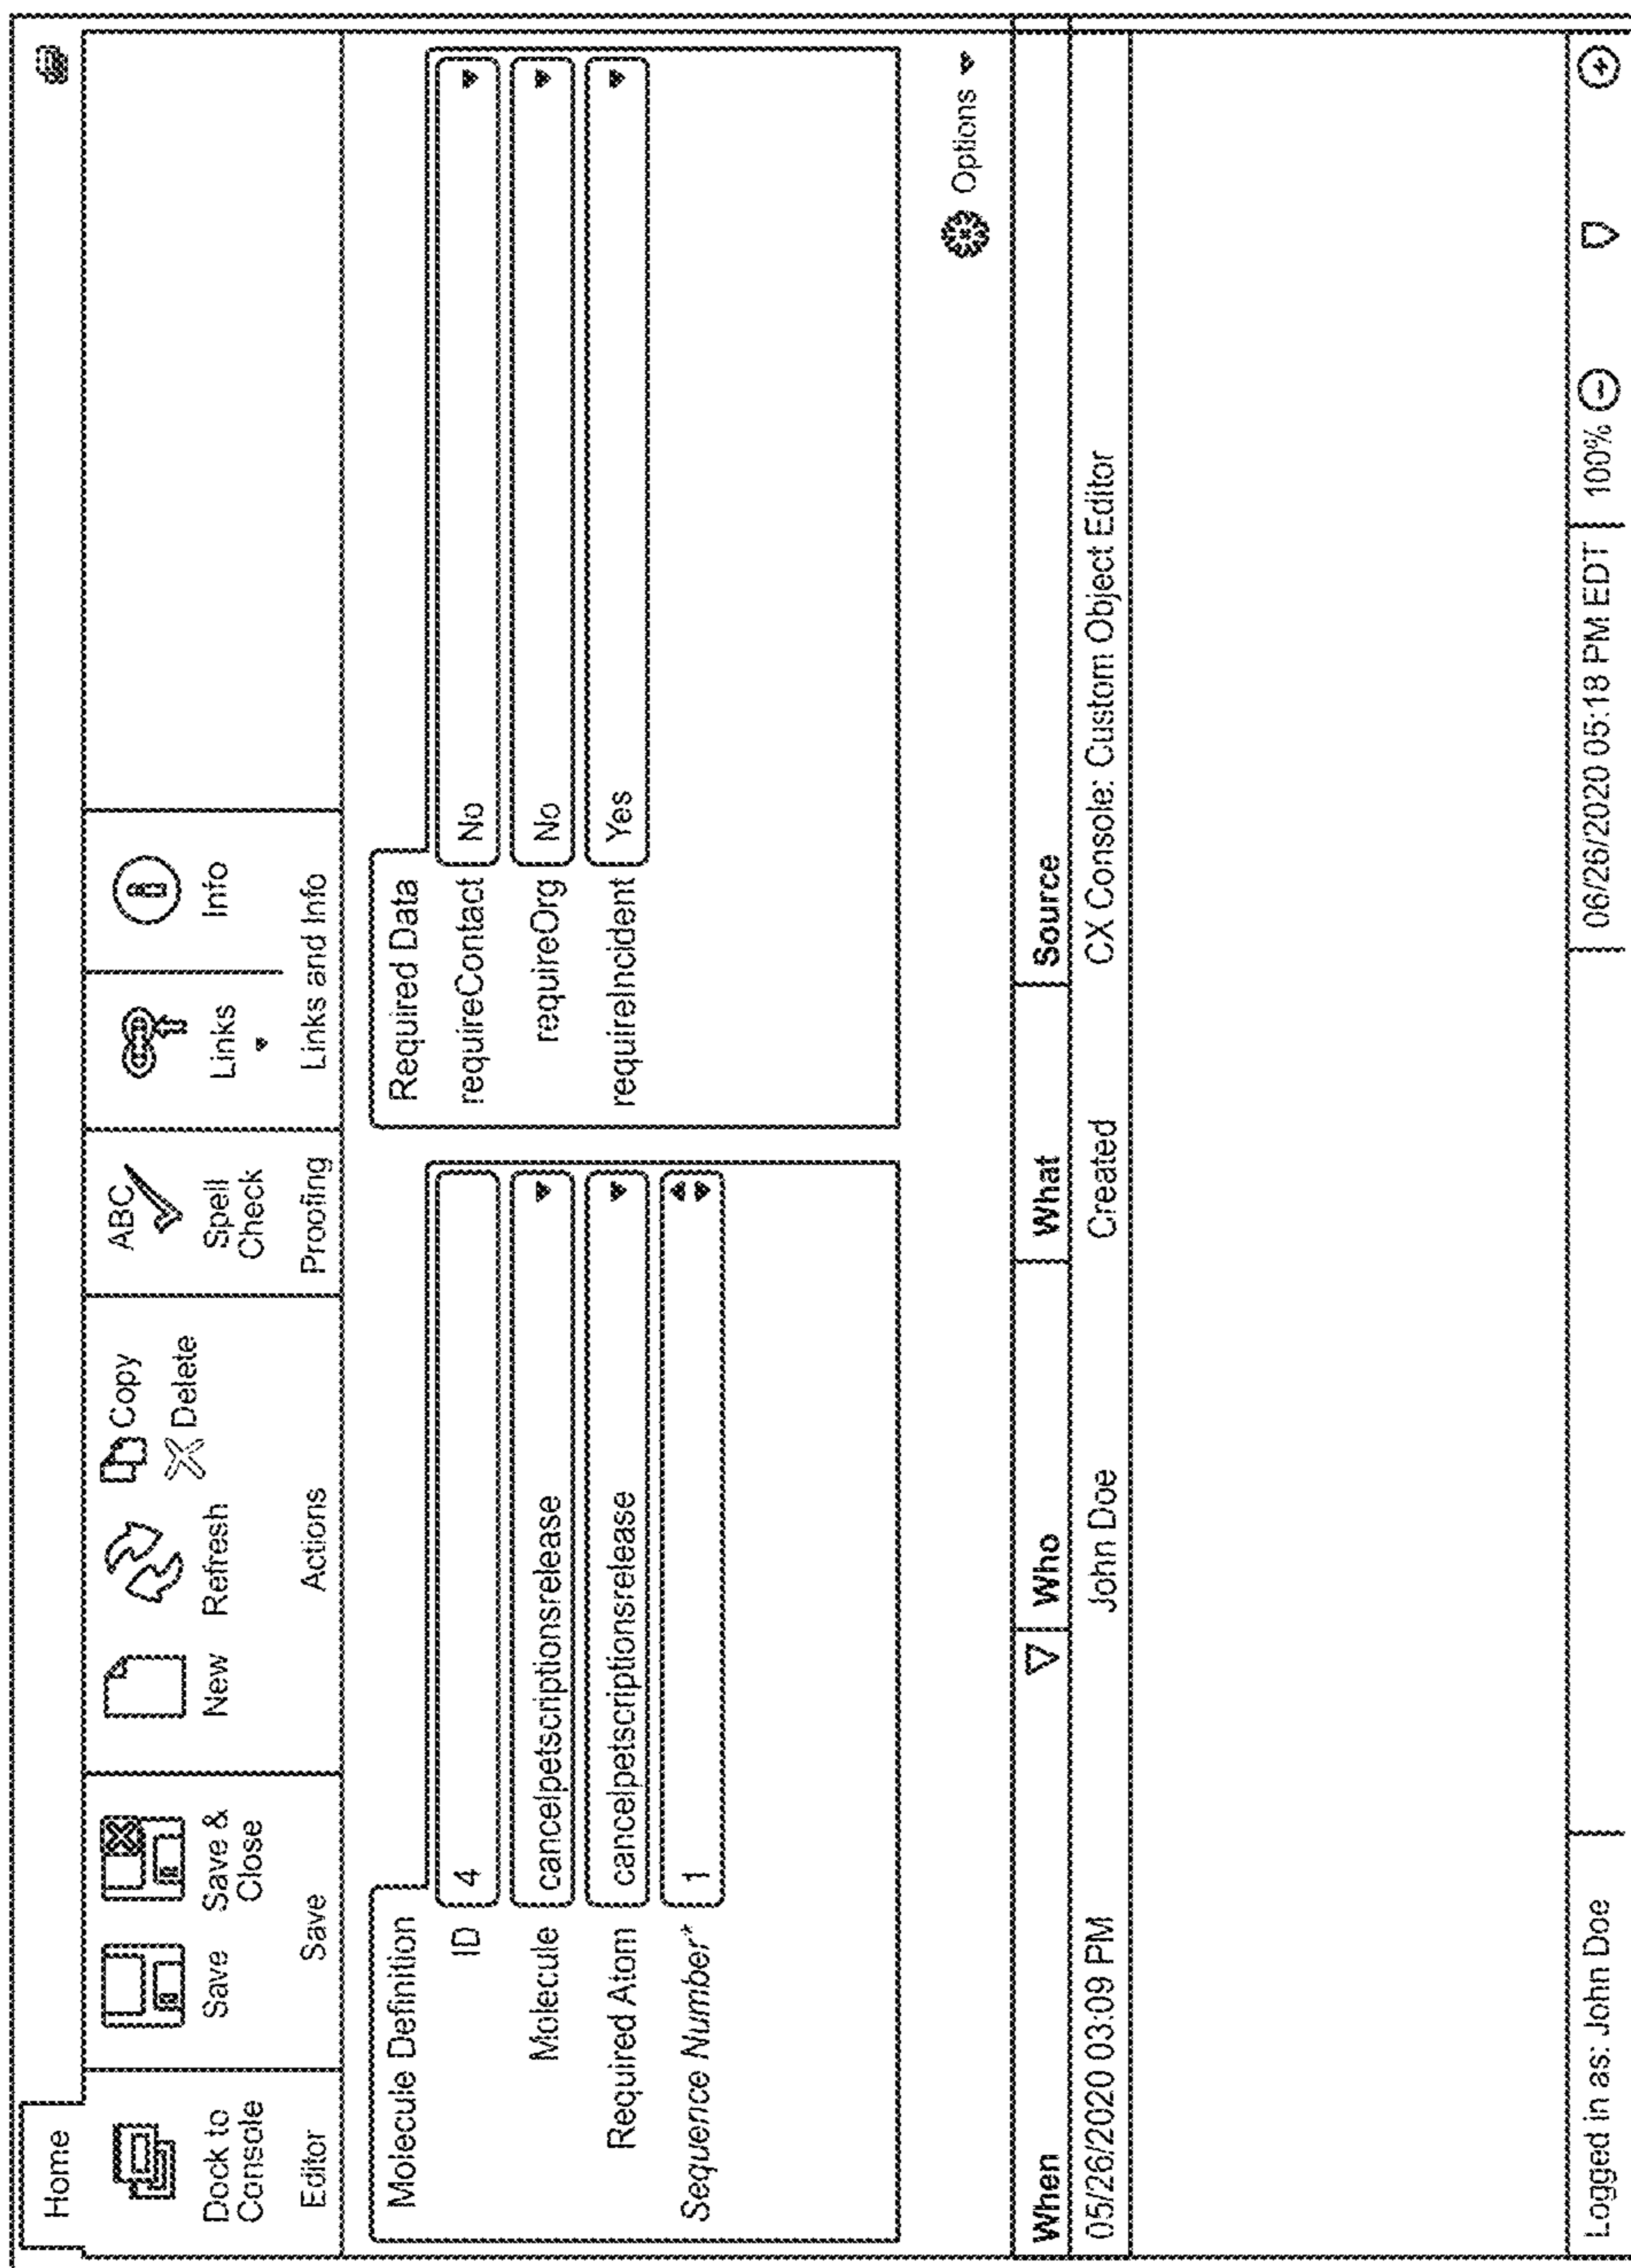 Home
Dock to
Console
Editor
Save
Save &
Close
Save
New
Refresh
Copy
Delete
Actions
ABC
Spell
Check
Proofing
Links
Info
Links and Info
Molecule Definition
ID 4
Molecule cancelpetscriptionsrelease
Required Atom cancelpetscriptionsrelease
Sequence Number* 1
Required Data
requireContact No
requireOrg No
requireIncident Yes
Options
When Who What Source
05/26/2020 03:09 PM John Doe Created CX Console: Custom Object Editor
Logged in as: John Doe 06/26/2020 05:18 PM EDT 100%